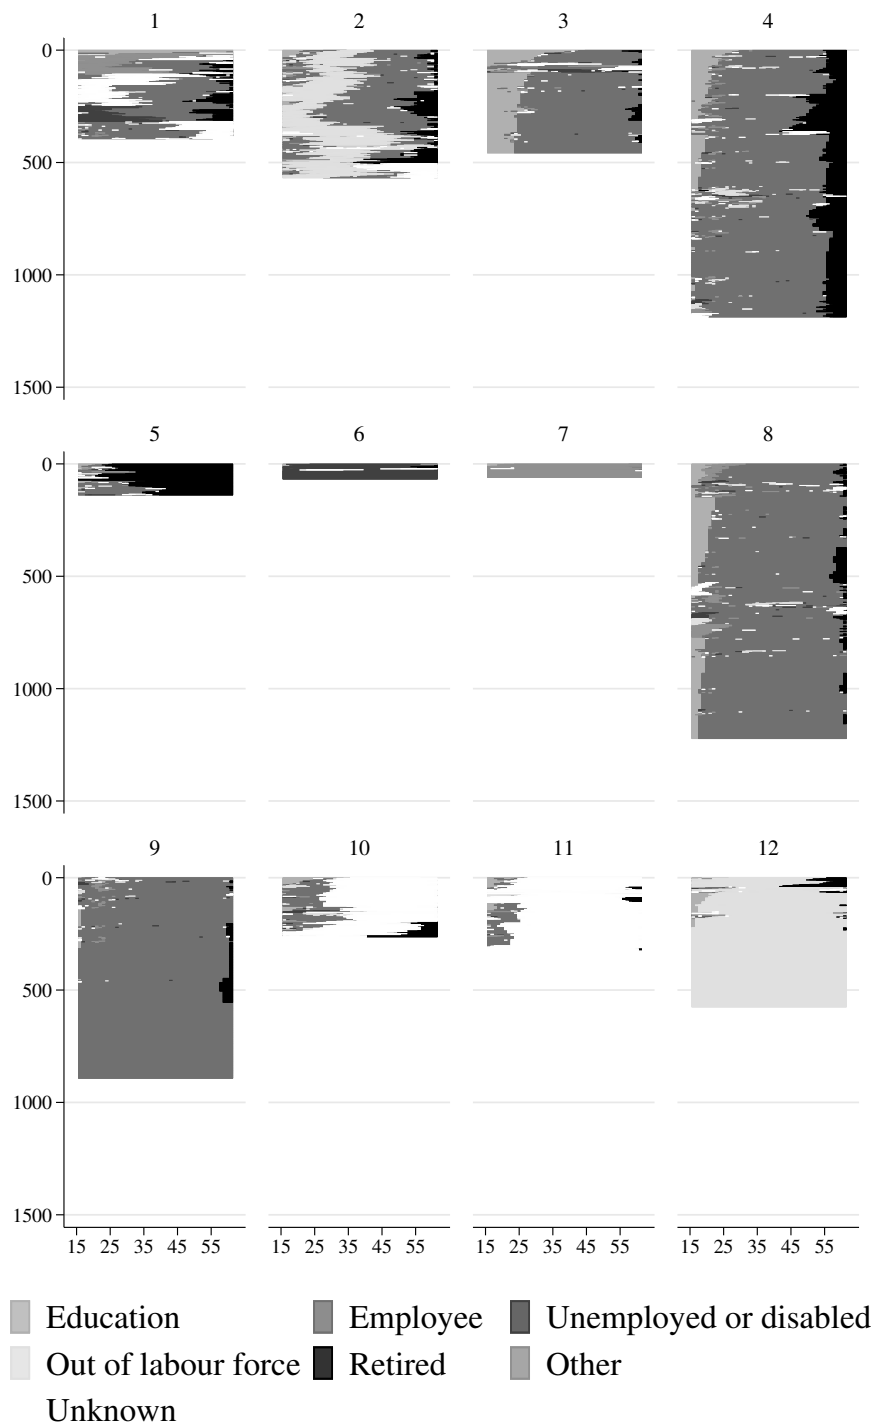 1 2 3 4
0
500
1000
1500
5 6 7 8
0
500
1000
1500
9 10 11 12
0
500
1000
1500
15 25 35 45 55 15 25 35 45 55 15 25 35 45 55 15 25 35 45 55
Education Employee Unemployed or disabled
Out of labour force Retired Other
Unknown